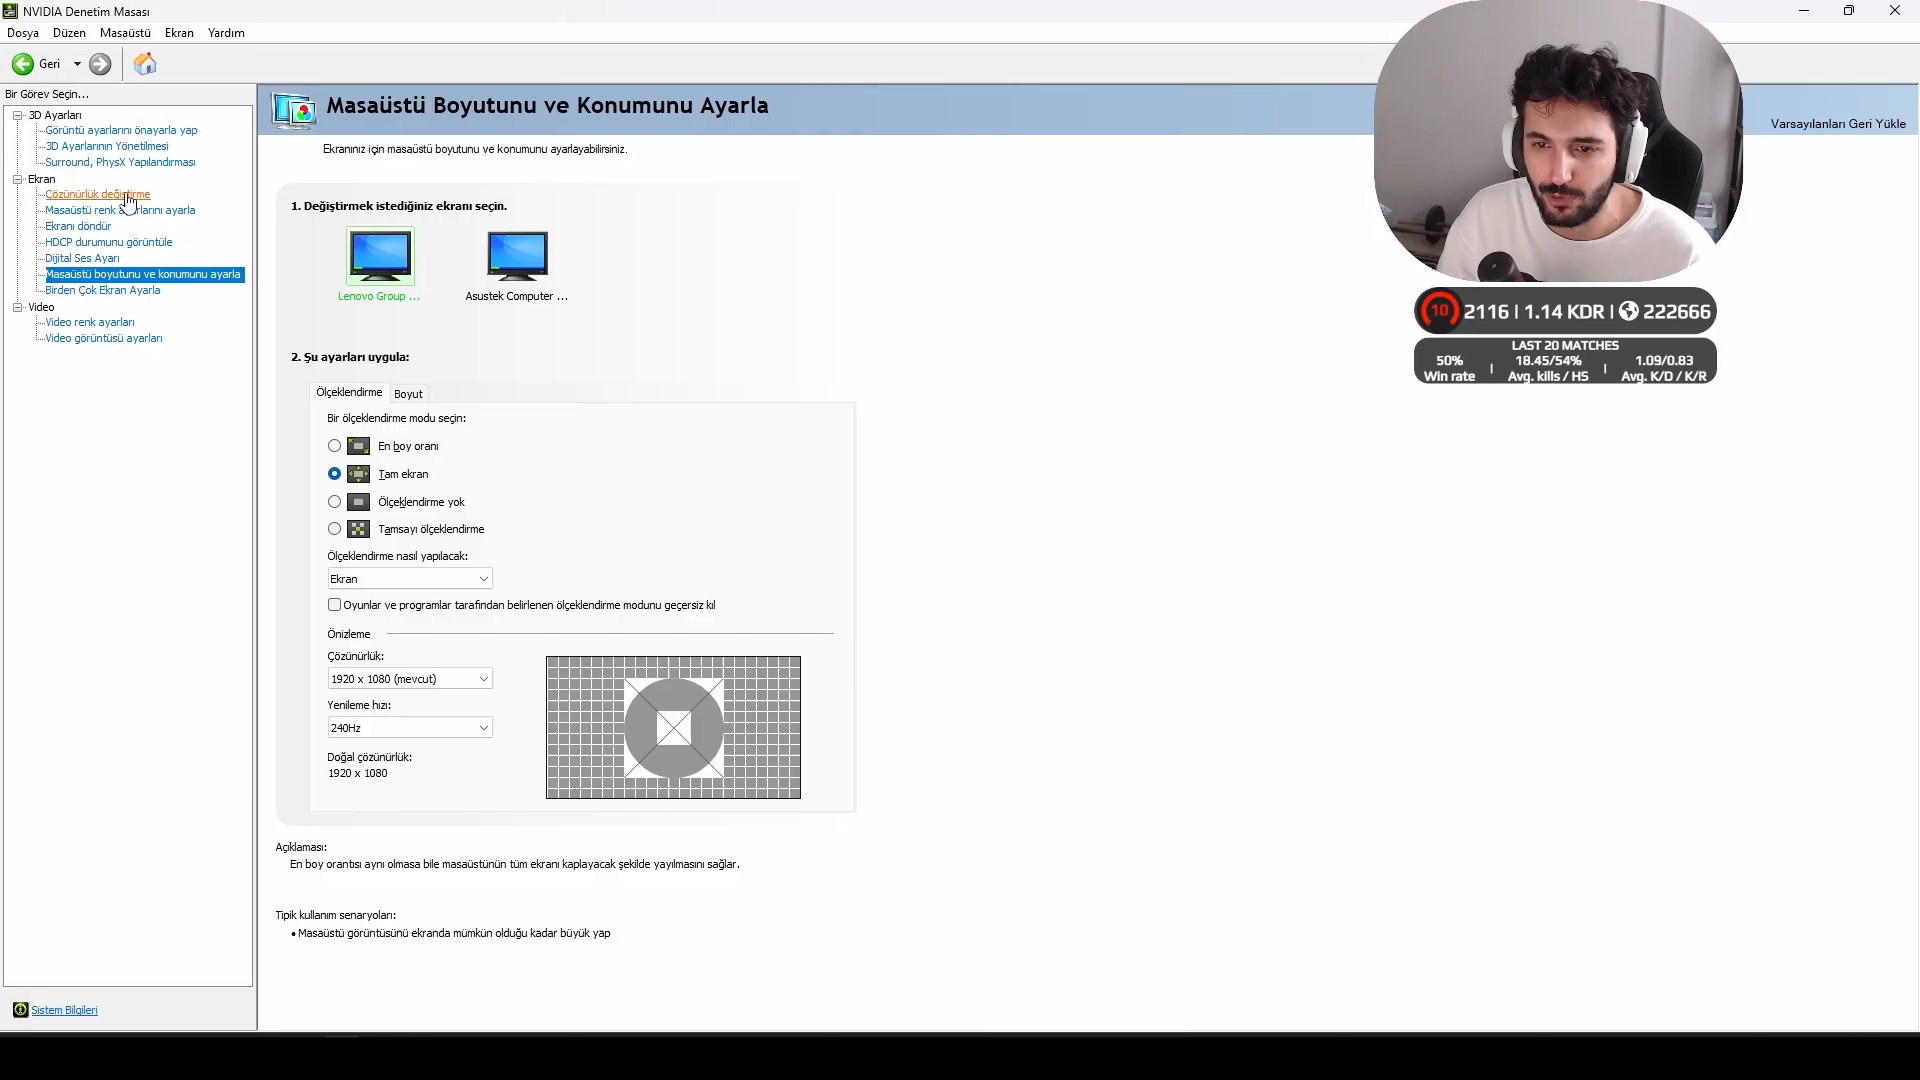 NVIDIA Denetim Masası
Dosya Düzen Masaüstü Ekran Yardım
Geri
Bir Görev Seçin...
3D Ayarları
Görüntü ayarlarını önayarla yap
3D Ayarlarının Yönetilmesi
Surround, PhysX Yapılandırması
Ekran
Çözünürlük değiştirme
Masaüstü renk ayarlarını ayarla
Ekranı döndür
HDCP durumunu görüntüle
Dijital Ses Ayarı
Masaüstü boyutunu ve konumunu ayarla
Birden Çok Ekran Ayarla
Video
Video renk ayarları
Video görüntüsü ayarları
Sistem Bilgileri
Masaüstü Boyutunu ve Konumunu Ayarla
Varsayılanları Geri Yükle
Ekranınız için masaüstü boyutunu ve konumunu ayarlayabilirsiniz.
1. Değiştirmek istediğiniz ekranı seçin.
Lenovo Group ...
Asustek Computer ...
2. Şu ayarları uygula:
Ölçeklendirme
Boyut
Bir ölçeklendirme modu seçin:
En boy oranı
Tam ekran
Ölçeklendirme yok
Tamsayı ölçeklendirme
Ölçeklendirme nasıl yapılacak:
Ekran
Oyunlar ve programlar tarafından belirlenen ölçeklendirme modunu geçersiz kıl
Önizleme
Çözünürlük:
1920 x 1080 (mevcut)
Yenileme hızı:
240Hz
Doğal çözünürlük:
1920 x 1080
Açıklaması:
En boy orantısı aynı olmasa bile masaüstünün tüm ekranı kaplayacak şekilde yayılmasını sağlar.
Tipik kullanım senaryoları:
• Masaüstü görüntüsünü ekranda mümkün olduğu kadar büyük yap
10 2116 | 1.14 KDR | 222666
LAST 20 MATCHES
50% | 18.45/54% | 1.09/0.83
Win rate Avg. kills / HS Avg. K/D / K/R